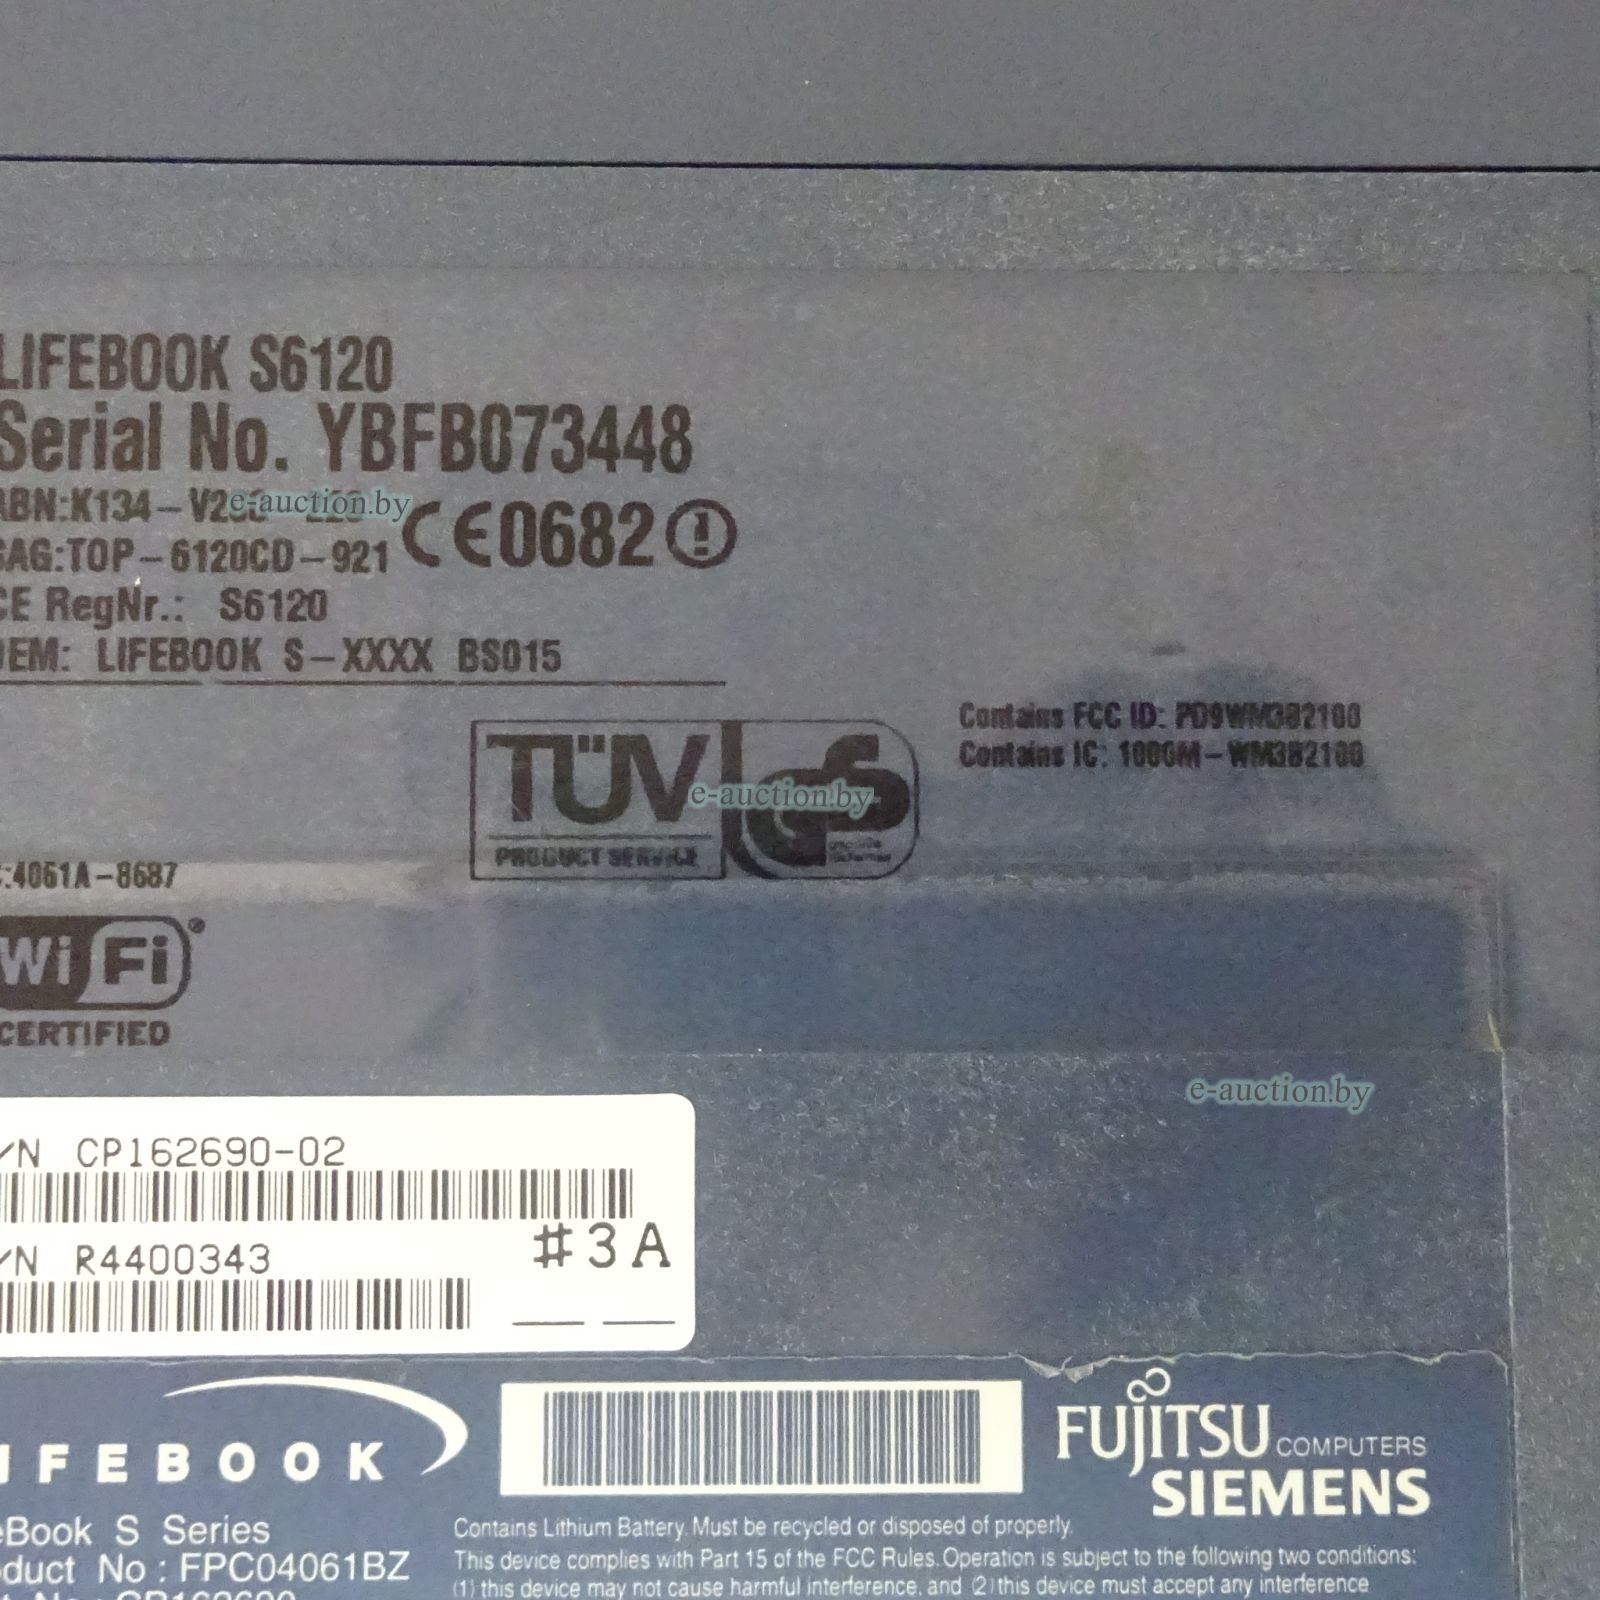 LIFEBOOK S6120
Serial No. YBFB073448
ABN:K134-
e-auction.by
SAG:TOP-6120CD-921
CE0682
CE RegNr.: S6120
OEM: LIFEBOOK S-XXXX BS015
Contains FCC ID: PD9WM3B2100
Contains IC: 1000M-WM3B2100
TÜV
PRODUCT SERVICE
GS
e-auction.by
:4061A-8687
WiFi
CERTIFIED
e-auction.by
/N CP162690-02
/N R4400343
#3A
IFEBOOK
FUJITSU COMPUTERS
SIEMENS
eBook S Series
oduct No : FPC04061BZ
Contains Lithium Battery. Must be recycled or disposed of properly.
This device complies with Part 15 of the FCC Rules. Operation is subject to the following two conditions:
(1) this device may not cause harmful interference, and (2) this device must accept any interference